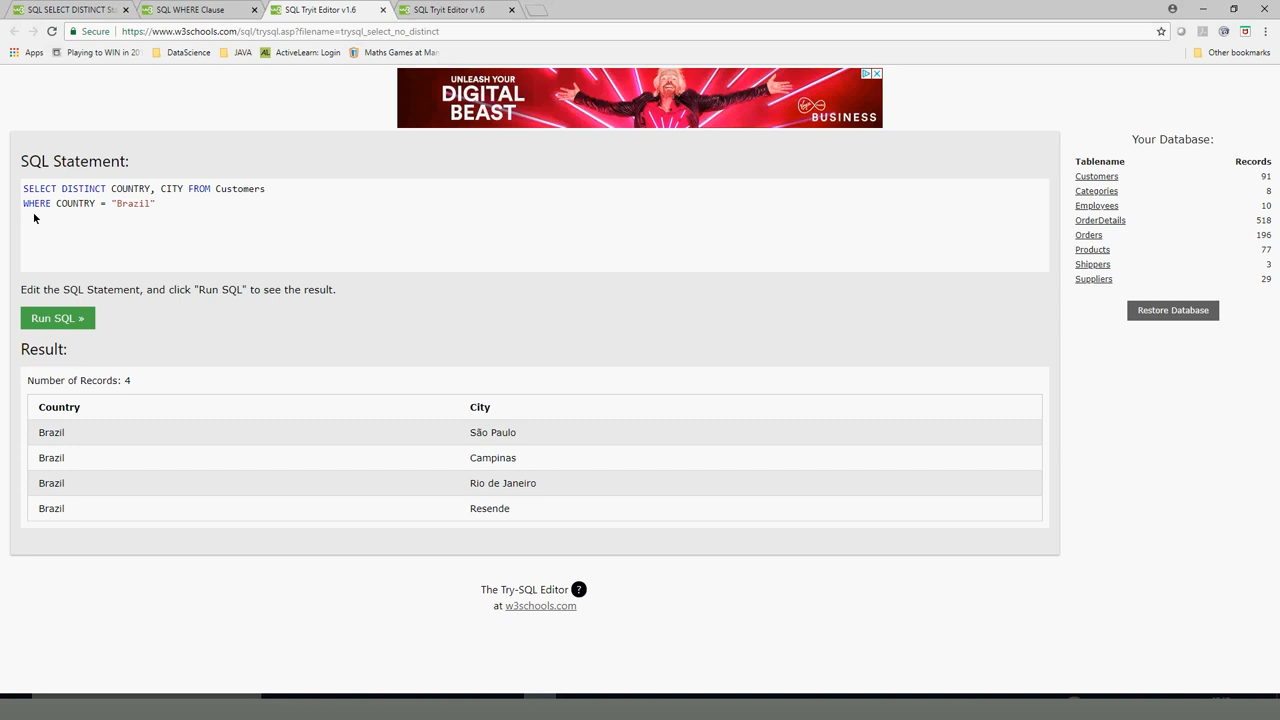 SQL SELECT DISTINCT St
SQL WHERE Clause
SQL Tryit Editor v1.6
SQL Tryit Editor v1.6
Secure
https://www.w3schools.com/sql/trysql.asp?filename=trysql_select_no_distinct
Apps
Playing to WIN in 20
DataScience
JAVA
ActiveLearn: Login
Maths Games at Mar
Other bookmarks
UNLEASH YOUR
DIGITAL
BEAST
BUSINESS
SQL Statement:
SELECT DISTINCT COUNTRY, CITY FROM Customers
WHERE COUNTRY = "Brazil"
Edit the SQL Statement, and click "Run SQL" to see the result.
Run SQL »
Result:
Number of Records: 4
Country City
Brazil São Paulo
Brazil Campinas
Brazil Rio de Janeiro
Brazil Resende
The Try-SQL Editor ?
at w3schools.com
Your Database:
Tablename Records
Customers 91
Categories 8
Employees 10
OrderDetails 518
Orders 196
Products 77
Shippers 3
Suppliers 29
Restore Database